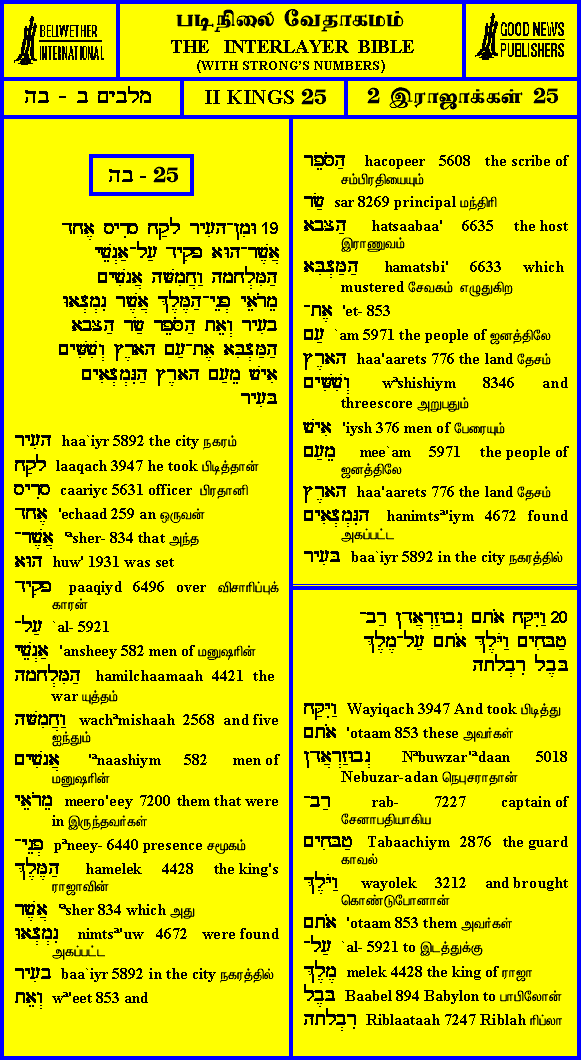 BELLWETHER
INTERNATIONAL
படிநிலை வேதாகமம்
THE INTERLAYER BIBLE
(WITH STRONG'S NUMBERS)
GOOD NEWS
PUBLISHERS
מלכים ב - כה
II KINGS 25
2 இராஜாக்கள் 25
כה - 25
19 וּמִן־הָעִיר לָקַח סָרִיס אֶחָד
אֲשֶׁר־הוּא פָקִיד עַל־אַנְשֵׁי
הַמִּלְחָמָה וַחֲמִשָּׁה אֲנָשִׁים
מֵרֹאֵי פְנֵי־הַמֶּלֶךְ אֲשֶׁר נִמְצְאוּ
בָעִיר וְאֵת הַסֹּפֵר שַׂר הַצָּבָא
הַמַּצְבִּא אֶת־עַם הָאָרֶץ וְשִׁשִּׁים
אִישׁ מֵעַם הָאָרֶץ הַנִּמְצְאִים
בָּעִיר
הָעִיר haa`iyr 5892 the city நகரம்
לָקַח laaqach 3947 he took பிடித்தான்
סָרִיס caariyc 5631 officer பிரதானி
אֶחָד 'echaad 259 an ஒருவன்
אֲשֶׁר־ 'ªsher- 834 that அந்த
הוּא huw' 1931 was set
פָקִיד paaqiyd 6496 over விசாரிப்புக்
காரன்
עַל־ `al- 5921
אַנְשֵׁי 'ansheey 582 men of மனுஷரின்
הַמִּלְחָמָה hamilchaamaah 4421 the
war யுத்தம்
וַחֲמִשָּׁה wachªmishaah 2568 and five
ஐந்தும்
אֲנָשִׁים 'ªnaashiym 582 men of
மனுஷரின்
מֵרֹאֵי meero'eey 7200 them that were
in இருந்தவர்கள்
פְנֵי־ pªneey- 6440 presence சமூகம்
הַמֶּלֶךְ hamelek 4428 the king's
ராஜாவின்
אֲשֶׁר 'ªsher 834 which அது
נִמְצְאוּ nimtsª'uw 4672 were found
அகப்பட்ட
בָעִיר baa`iyr 5892 in the city நகரத்தில்
וְאֵת wª'eet 853 and
הַסֹּפֵר hacopeer 5608 the scribe of
சம்பிரதியையும்
שַׂר sar 8269 principal மந்திரி
הַצָּבָא hatsaabaa' 6635 the host
இராணுவம்
הַמַּצְבִּא hamatsbi' 6633 which
mustered சேவகம் எழுதுகிற
אֶת־ 'et- 853
עַם `am 5971 the people of ஜனத்திலே
הָאָרֶץ haa'aarets 776 the land தேசம்
וְשִׁשִּׁים wªshishiym 8346 and
threescore அறுபதும்
אִישׁ 'iysh 376 men of பேரையும்
מֵעַם mee`am 5971 the people of
ஜனத்திலே
הָאָרֶץ haa'aarets 776 the land தேசம்
הַנִּמְצְאִים hanimtsª'iym 4672 found
அகப்பட்ட
בָּעִיר baa`iyr 5892 in the city நகரத்தில்
20 וַיִּקַּח אֹתָם נְבוּזַרְאֲדָן רַב־
טַבָּחִים וַיֹּלֶךְ אֹתָם עַל־מֶלֶךְ
בָּבֶל רִבְלָתָה
וַיִּקַּח Wayiqach 3947 And took பிடித்து
אֹתָם 'otaam 853 these அவர்கள்
נְבוּזַרְאֲדָן Nªbuwzar'ªdaan 5018
Nebuzar-adan நெபுசராதான்
רַב־ rab- 7227 captain of
சேனாபதியாகிய
טַבָּחִים Tabaachiym 2876 the guard
காவல்
וַיֹּלֶךְ wayolek 3212 and brought
கொண்டுபோனான்
אֹתָם 'otaam 853 them அவர்கள்
עַל־ `al- 5921 to இடத்துக்கு
מֶלֶךְ melek 4428 the king of ராஜா
בָּבֶל Baabel 894 Babylon to பாபிலோன்
רִבְלָתָה Riblaataah 7247 Riblah ரிப்லா